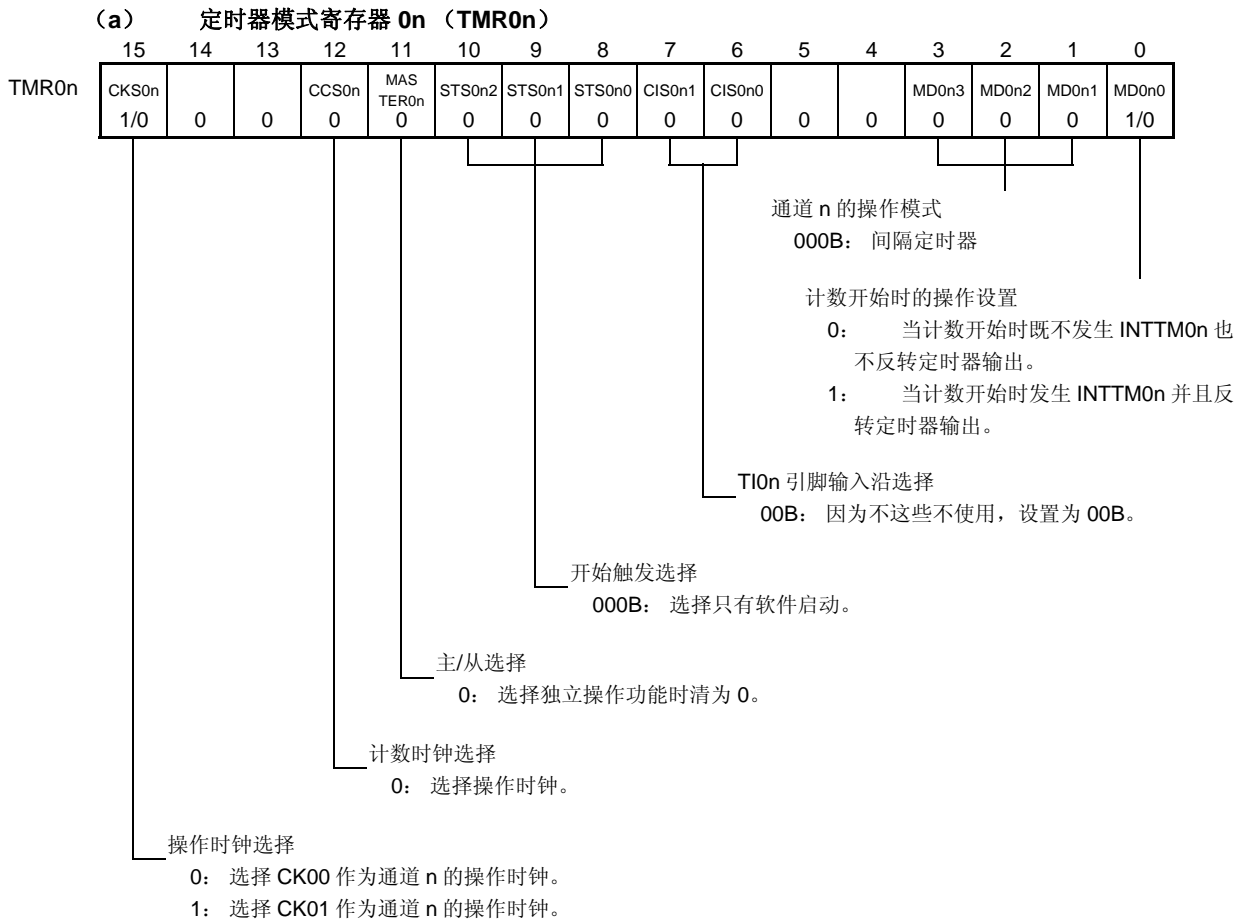 （a） 定时器模式寄存器 0n （TMR0n）
15 14 13 12 11 10 9 8 7 6 5 4 3 2 1 0
TMR0n CKS0n CCS0n MAS TER0n STS0n2 STS0n1 STS0n0 CIS0n1 CIS0n0 MD0n3 MD0n2 MD0n1 MD0n0
1/0 0 0 0 0 0 0 0 0 0 0 0 0 0 0 1/0
通道 n 的操作模式
000B： 间隔定时器
计数开始时的操作设置
0： 当计数开始时既不发生 INTTM0n 也
不反转定时器输出。
1： 当计数开始时发生 INTTM0n 并且反
转定时器输出。
TI0n 引脚输入沿选择
00B： 因为不这些不使用，设置为 00B。
开始触发选择
000B： 选择只有软件启动。
主/从选择
0： 选择独立操作功能时清为 0。
计数时钟选择
0： 选择操作时钟。
操作时钟选择
0： 选择 CK00 作为通道 n 的操作时钟。
1： 选择 CK01 作为通道 n 的操作时钟。